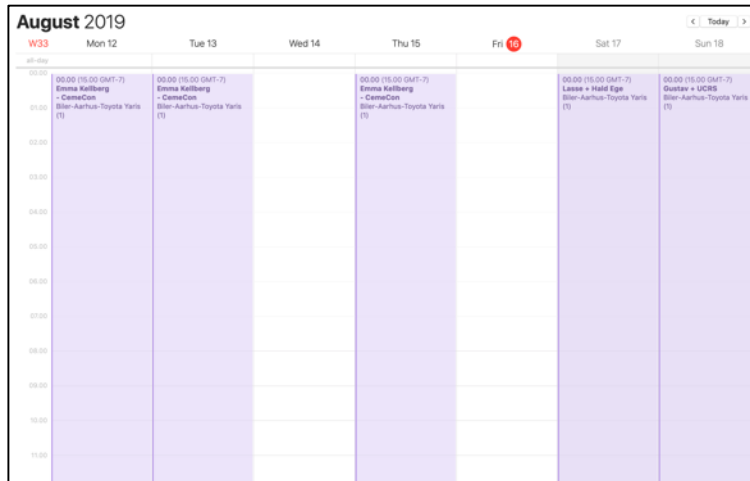 August 2019
< Today >
W33 Mon 12 Tue 13 Wed 14 Thu 15 Fri 16 Sat 17 Sun 18
all-day
00.00
00.00 (15.00 GMT-7)
Emma Kellberg
- CemeCon
Biler-Aarhus-Toyota Yaris
(1)
00.00 (15.00 GMT-7)
Emma Kellberg
- CemeCon
Biler-Aarhus-Toyota Yaris
(1)
00.00 (15.00 GMT-7)
Emma Kellberg
- CemeCon
Biler-Aarhus-Toyota Yaris
(1)
00.00 (15.00 GMT-7)
Lasse + Hald Ege
Biler-Aarhus-Toyota Yaris
(1)
00.00 (15.00 GMT-7)
Gustav + UCRS
Biler-Aarhus-Toyota Yaris
(1)
01.00
02.00
03.00
04.00
05.00
06.00
07.00
08.00
09.00
10.00
11.00